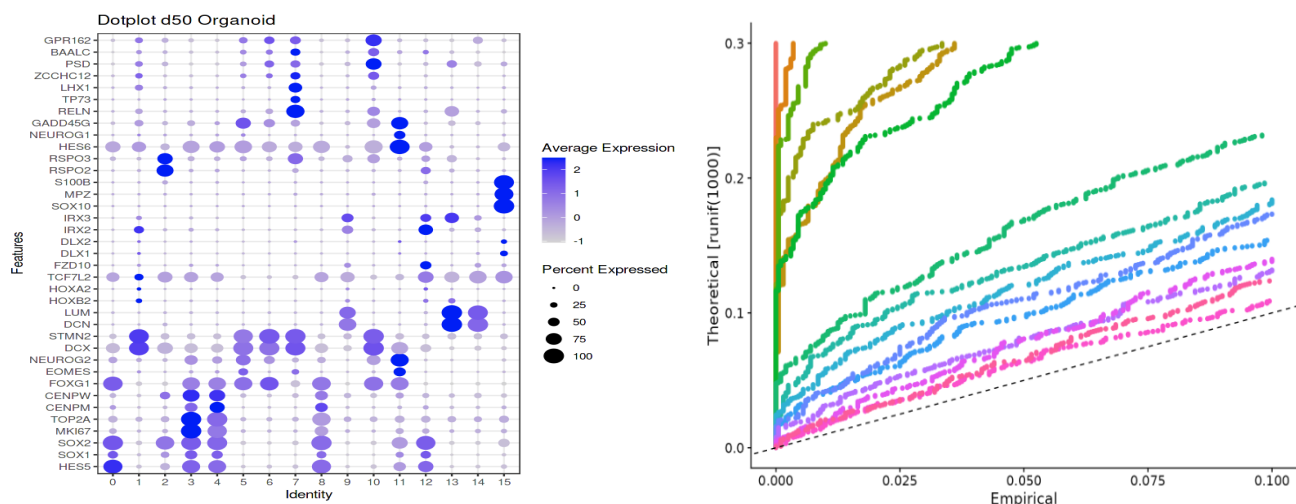 Dotplot d50 Organoid
GPR162
BAALC
PSD
ZCCHC12
LHX1
TP73
RELN
GADD45G
NEUROG1
HES6
RSPO3
RSPO2
S100B
MPZ
SOX10
IRX3
IRX2
DLX2
DLX1
FZD10
TCF7L2
HOXA2
HOXB2
LUM
DCN
STMN2
DCX
NEUROG2
EOMES
FOXG1
CENPW
CENPM
TOP2A
MKI67
SOX2
SOX1
HES5
Features
0 1 2 3 4 5 6 7 8 9 10 11 12 13 14 15
Identity
Average Expression
2
1
0
-1
Percent Expressed
0
25
50
75
100
Theoretical [runif(1000)]
0.3
0.2
0.1
0.0
0.000 0.025 0.050 0.075 0.100
Empirical